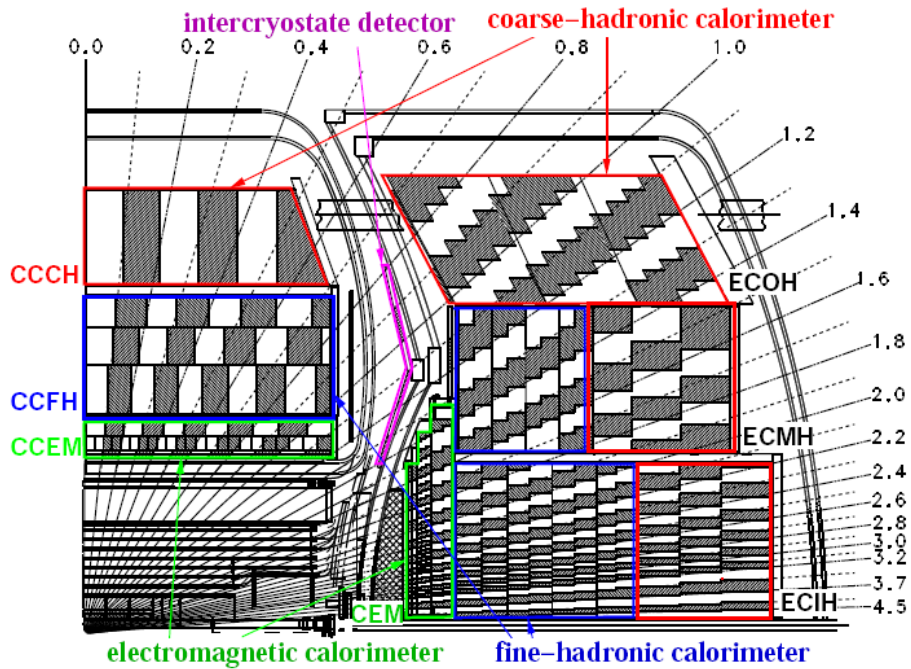 intercryostate detector
coarse-hadronic calorimeter
0.0 0.2 0.4 0.6 0.8 1.0
1.2
1.4
1.6
1.8
2.0
2.2
2.4
2.6
2.8
3.0
3.2
3.7
4.5
CCCH
CCFH
CCEM
ECOH
ECMH
ECIH
CEM
electromagnetic calorimeter
fine-hadronic calorimeter